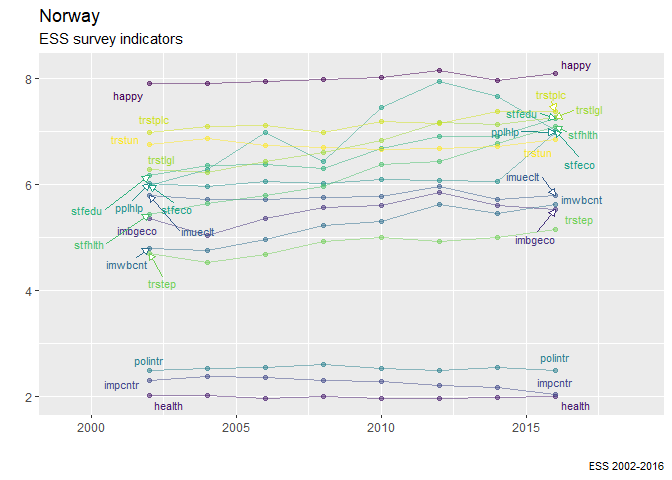 Norway
ESS survey indicators
8
6
4
2
happy
trstplc
trstun
trstlgl
stfedu
pplhlp
stfeco
stfhlth
imbgeco
imueclt
imwbcnt
trstep
polintr
impcntr
health
happy
trstplc
stfedu
trstlgl
pplhlp
stfhlth
trstun
stfeco
imueclt
imwbcnt
trstep
imbgeco
polintr
impcntr
health
2000
2005
2010
2015
ESS 2002-2016